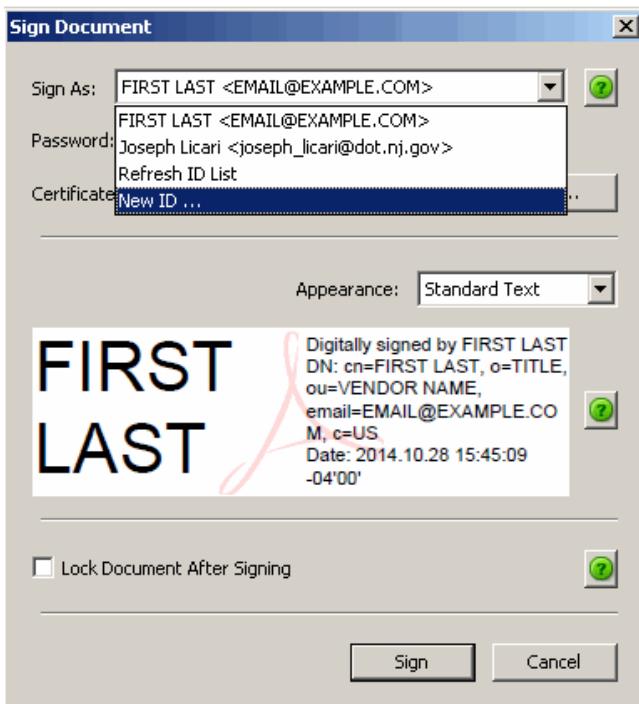 Sign Document
Sign As: FIRST LAST <EMAIL@EXAMPLE.COM>
FIRST LAST <EMAIL@EXAMPLE.COM>
Password: Joseph Licari <joseph_licari@dot.nj.gov>
Refresh ID List
Certificate New ID ... ..
Appearance: Standard Text
FIRST
LAST
Digitally signed by FIRST LAST
DN: cn=FIRST LAST, o=TITLE,
ou=VENDOR NAME,
email=EMAIL@EXAMPLE.CO
M, c=US
Date: 2014.10.28 15:45:09
-04'00'
Lock Document After Signing
Sign Cancel